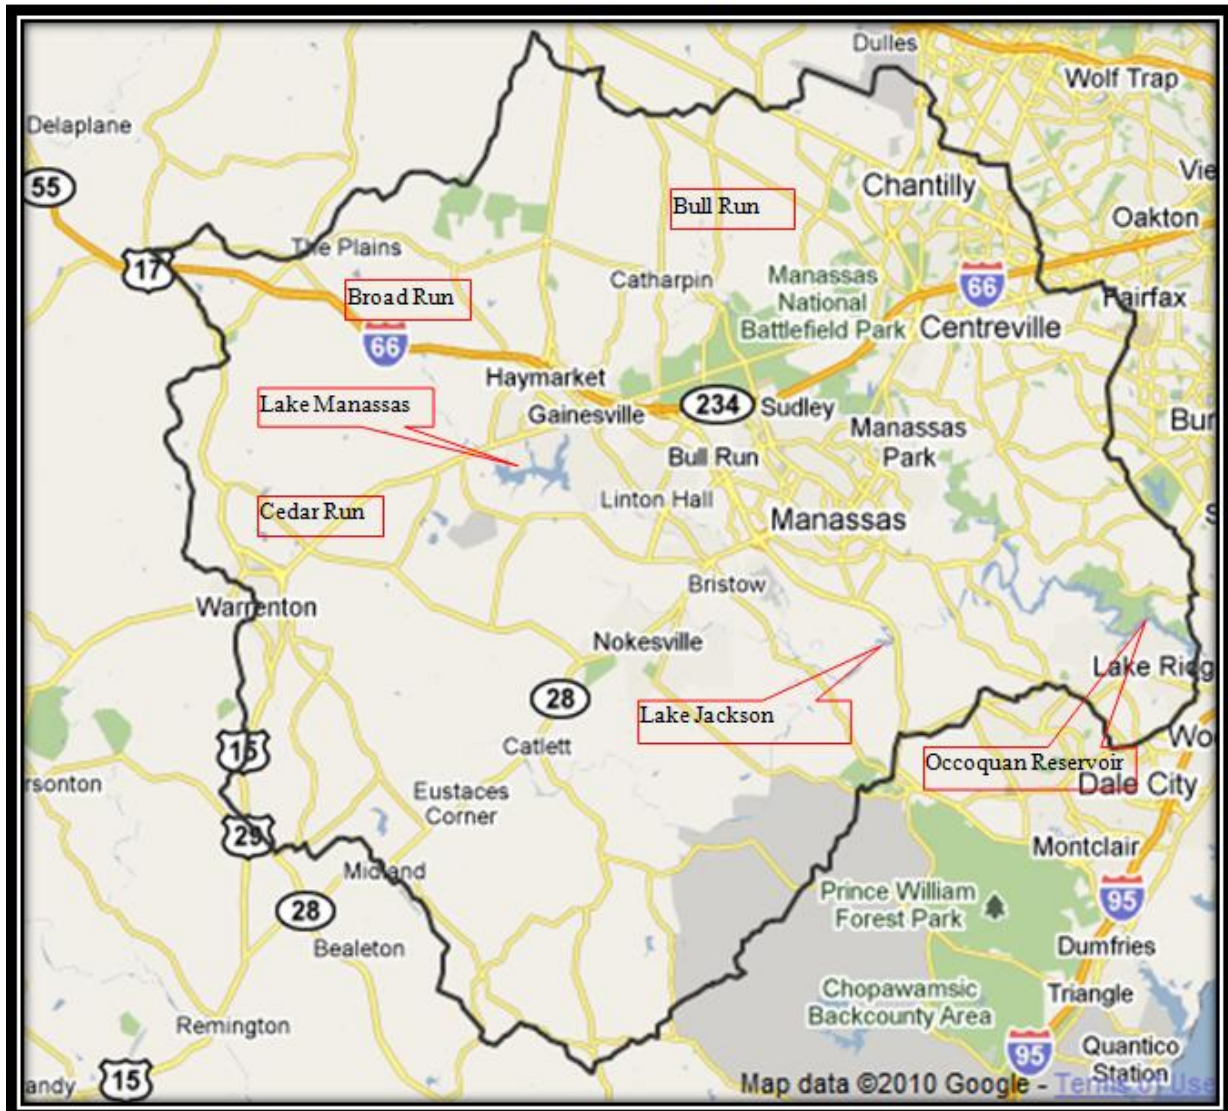 Dulles
Wolf Trap
Delaplane
55
Vie
Chantilly
Bull Run
Oakton
The Plains
17
Catharpin
Manassas
National
Battlefield Park
66
Broad Run
Fairfax
Centreville
66
Haymarket
Lake Manassas
234
Sudley
Gainesville
Bur
Manassas
Park
Bull Run
Linton Hall
Cedar Run
Manassas
S
Bristow
Warrenton
Nokesville
Lake Ridg
28
Lake Jackson
Catlett
15
Wo
Occoquan Reservoir
Dale City
rsonton
Eustaces
Corner
29
Montclair
Midland
28
Prince William
Forest Park
95
Bealeton
Dumfries
Chopawamsic
Backcounty Area
Triangle
Remington
95
Quantico
Station
andy
15
Map data ©2010 Google - Terms of Use